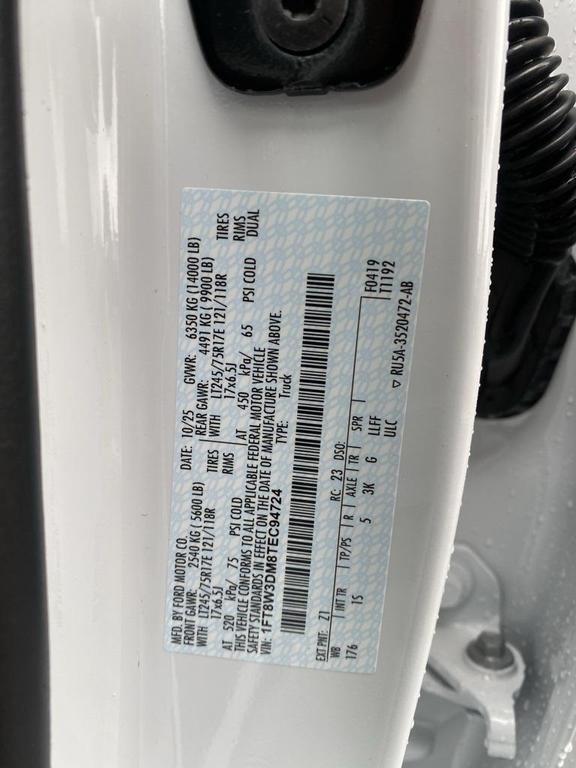 MFD. BY FORD MOTOR CO. DATE: 10/25 GVWR: 6350 KG (14000 LB)
FRONT GAWR: 2540 KG (5600 LB) REAR GAWR: 4491 KG (9900 LB)
WITH LT245/75R17E 121/118R TIRES WITH LT245/75R17E 121/118R TIRES
17x6.5J RIMS 17x6.5J RIMS
AT 520 kPa/ 75 PSI COLD AT 450 kPa/ 65 PSI COLD DUAL
THIS VEHICLE CONFORMS TO ALL APPLICABLE FEDERAL MOTOR VEHICLE
SAFETY STANDARDS IN EFFECT ON THE DATE OF MANUFACTURE SHOWN ABOVE.
VIN: 1FT8W3DM8TEC94724 TYPE: Truck
F0419
T1192
EXT PNT: Z1 RC: 23 DSO:
WB INT TR TP/PS R AXLE TR SPR
176 15 5 3K G LLFF
ULC
▽ RU5A-3520472-AB